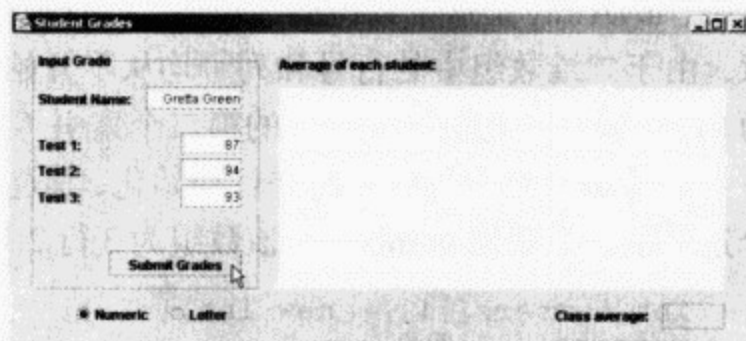 Student Grades
Input Grade
Student Name: Gretta Green
Test 1: 87
Test 2: 94
Test 3: 93
Submit Grades
Numeric Letter
Average of each student:
Class average: